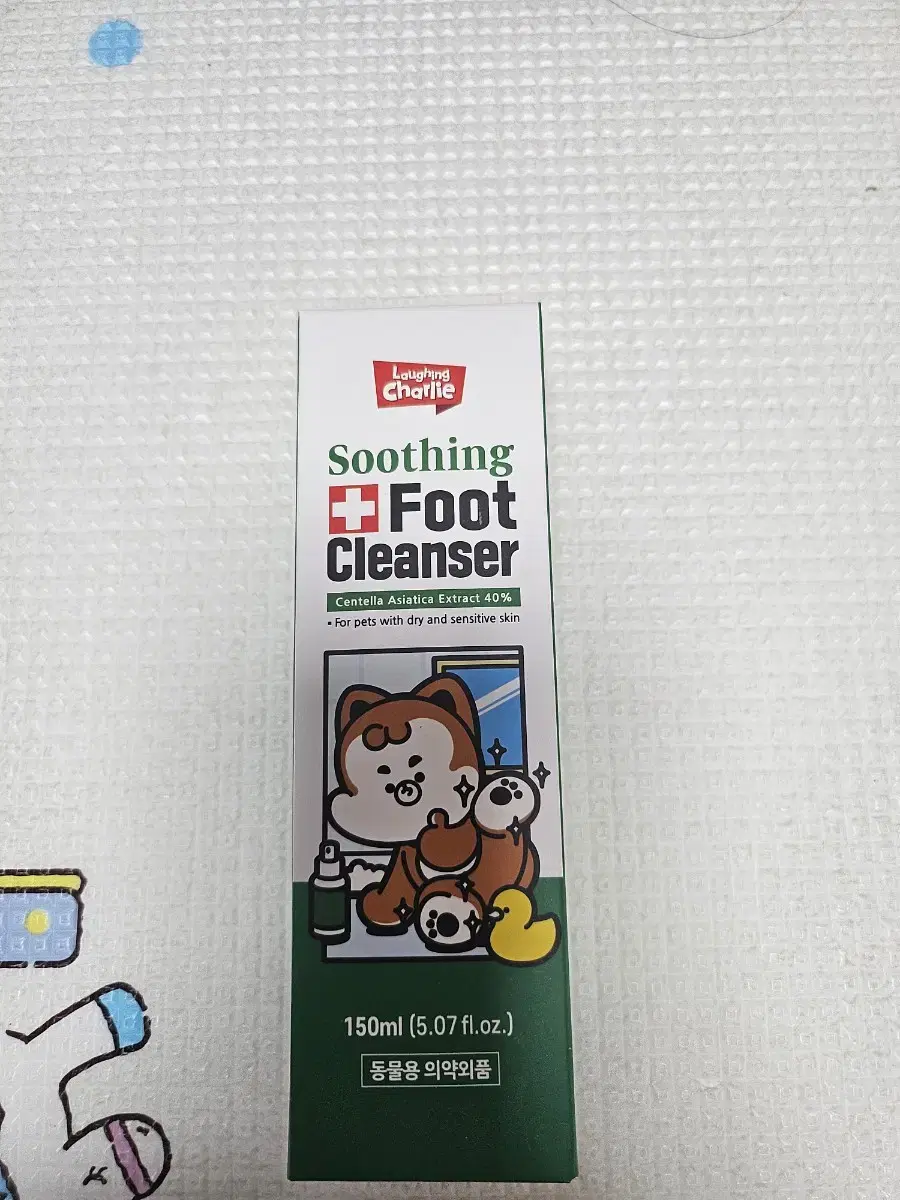 Laughing
Charlie
Soothing
Foot
Cleanser
Centella Asiatica Extract 40%
• For pets with dry and sensitive skin
150ml (5.07 fl.oz.)
동물용 의약외품